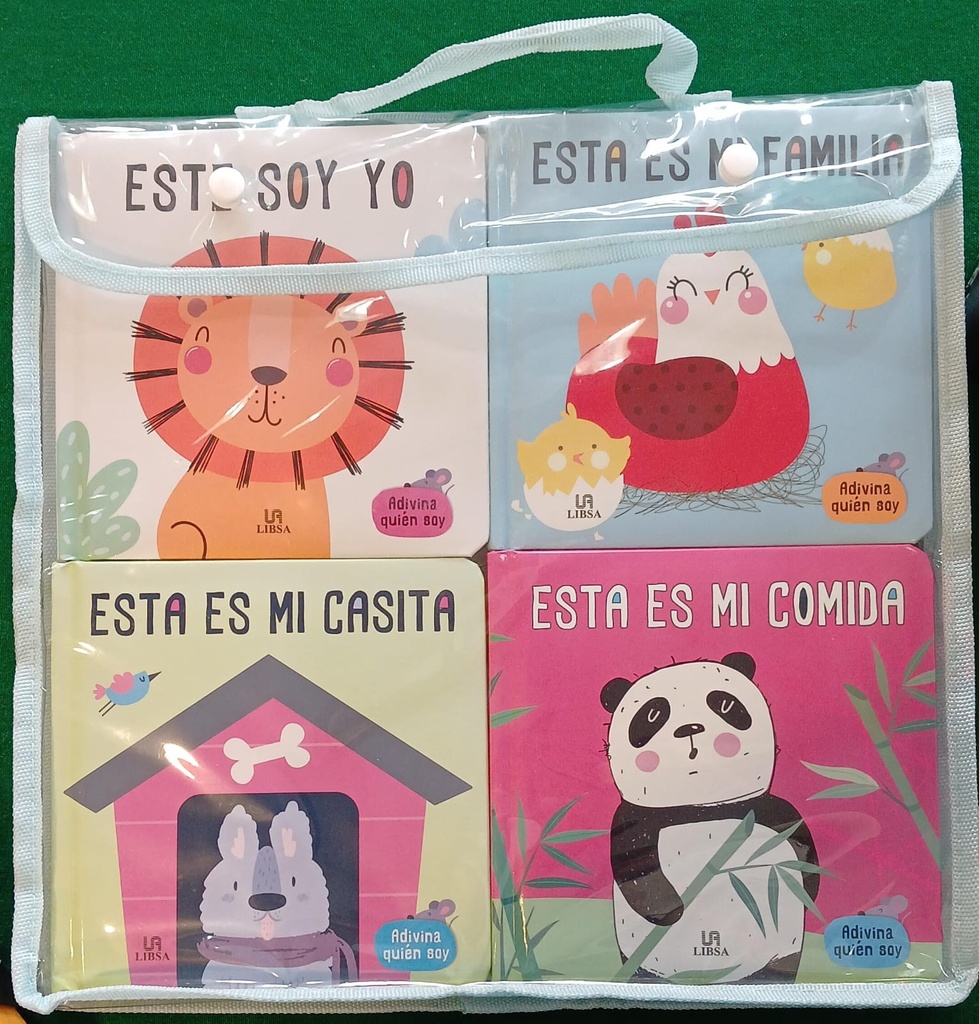 ESTE SOY YO
Adivina
quién soy
LIBSA
ESTA ES MI FAMILIA
Adivina
quién soy
LIBSA
ESTA ES MI CASITA
Adivina
quién soy
LIBSA
ESTA ES MI COMIDA
Adivina
quién soy
LIBSA